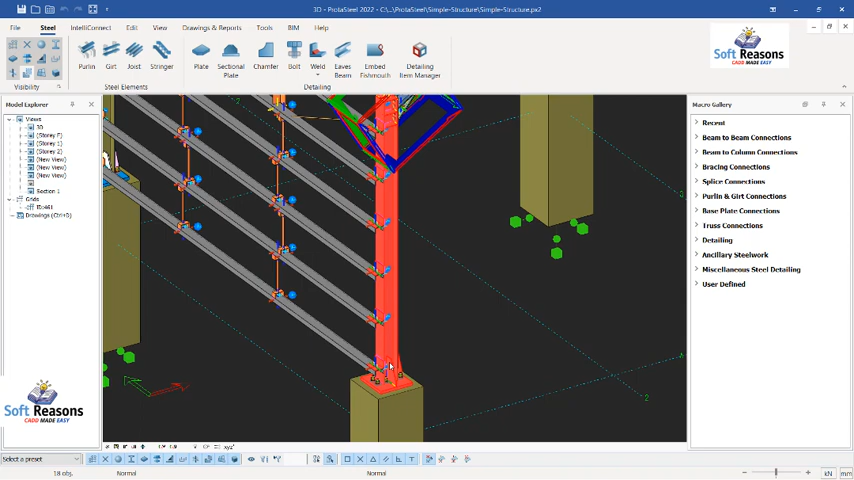 3D - ProtaSteel 2022 - C:\...\ProtaSteel\Simple-Structure\Simple-Structure.px2
File Steel IntelliConnect Edit View Drawings & Reports Tools BIM Help
Purlin Girt Joist Stringer Plate Sectional Plate Chamfer Bolt Weld Eaves Beam Embed Fishmouth Detailing Item Manager
Visibility Steel Elements Detailing
Soft Reasons
CADD MADE EASY
Model Explorer
Views
3D
(Storey F)
(Storey 1)
(Storey 2)
(New View)
(New View)
(New View)
Section 1
Grids
ID:461
Drawings (Ctrl+D)
Macro Gallery
Recent
Beam to Beam Connections
Beam to Column Connections
Bracing Connections
Splice Connections
Purlin & Girt Connections
Base Plate Connections
Truss Connections
Detailing
Ancillary Steelwork
Miscellaneous Steel Detailing
User Defined
2
2
Soft Reasons
CADD MADE EASY
Select a preset
18 obj. Normal Normal kN mm